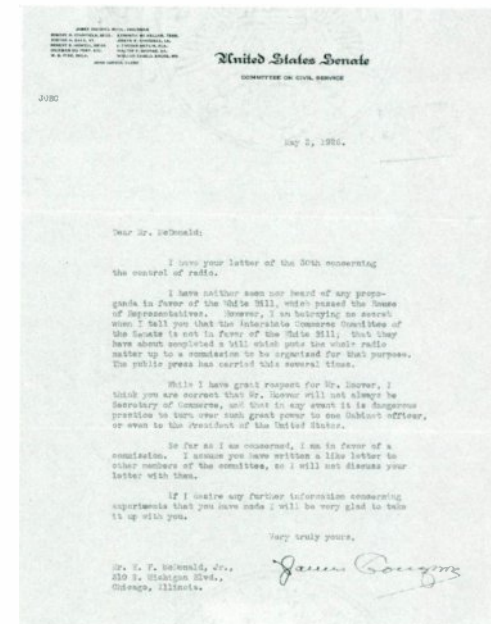 United States Senate
COMMITTEE ON CIVIL SERVICE
May 2, 1926.
Dear Mr. McDonald:
I have your letter of the 30th concerning
the control of radio.
I have neither seen nor heard of any propa-
ganda in favor of the White Bill, which passed the House
of Representatives. However, I am betraying no secret
when I tell you that the Interstate Commerce Committee of
the Senate is not in favor of the White Bill; that they
have about completed a bill which puts the whole radio
matter up to a commission to be organized for that purpose.
The public press has carried this several times.
While I have great respect for Mr. Hoover, I
think you are correct that Mr. Hoover will not always be
Secretary of Commerce, and that in any event it is dangerous
practice to turn over such great power to one Cabinet officer,
or even to the President of the United States.
So far as I am concerned, I am in favor of a
commission. I assume you have written a like letter to
other members of the committee, so I will not discuss your
letter with them.
If I desire any further information concerning
experiments that you have made I will be very glad to take
it up with you.
Very truly yours,
James Couzens
Mr. E. F. McDonald, Jr.,
Michigan Blvd.,
Chicago, Illinois.